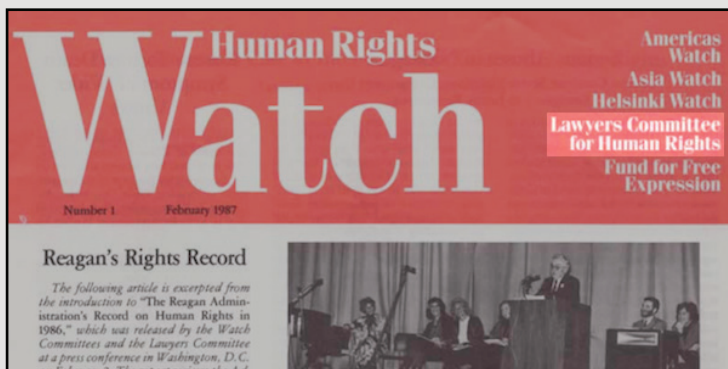 Human Rights
Watch
Americas
Watch
Asia Watch
Helsinki Watch
Lawyers Committee
for Human Rights
Fund for Free
Expression
Number 1 February 1987
Reagan's Rights Record
The following article is excerpted from
the introduction to "The Reagan Admin-
istration's Record on Human Rights in
1986," which was released by the Watch
Committees and the Lawyers Committee
at a press conference in Washington, D.C.